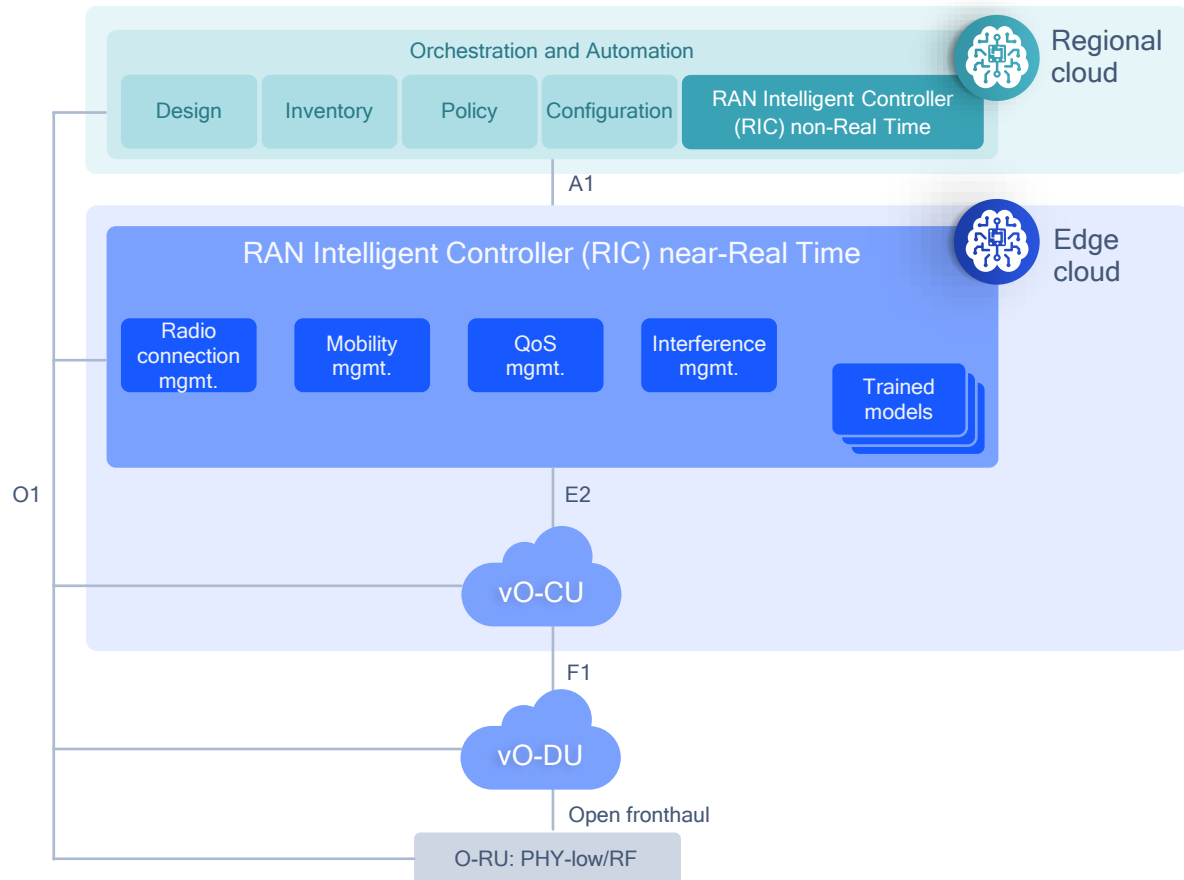 Orchestration and Automation
Regional
cloud
Design
Inventory
Policy
Configuration
RAN Intelligent Controller
(RIC) non-Real Time
A1
RAN Intelligent Controller (RIC) near-Real Time
Edge
cloud
Radio
connection
mgmt.
Mobility
mgmt.
QoS
mgmt.
Interference
mgmt.
Trained
models
O1
E2
vO-CU
F1
vO-DU
Open fronthaul
O-RU: PHY-low/RF